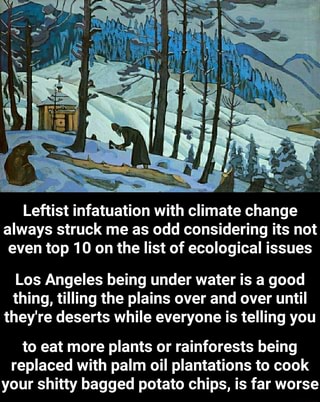 Leftist infatuation with climate change
always struck me as odd considering its not
even top 10 on the list of ecological issues
Los Angeles being under water is a good
thing, tilling the plains over and over until
they're deserts while everyone is telling you
to eat more plants or rainforests being
replaced with palm oil plantations to cook
your shitty bagged potato chips, is far worse